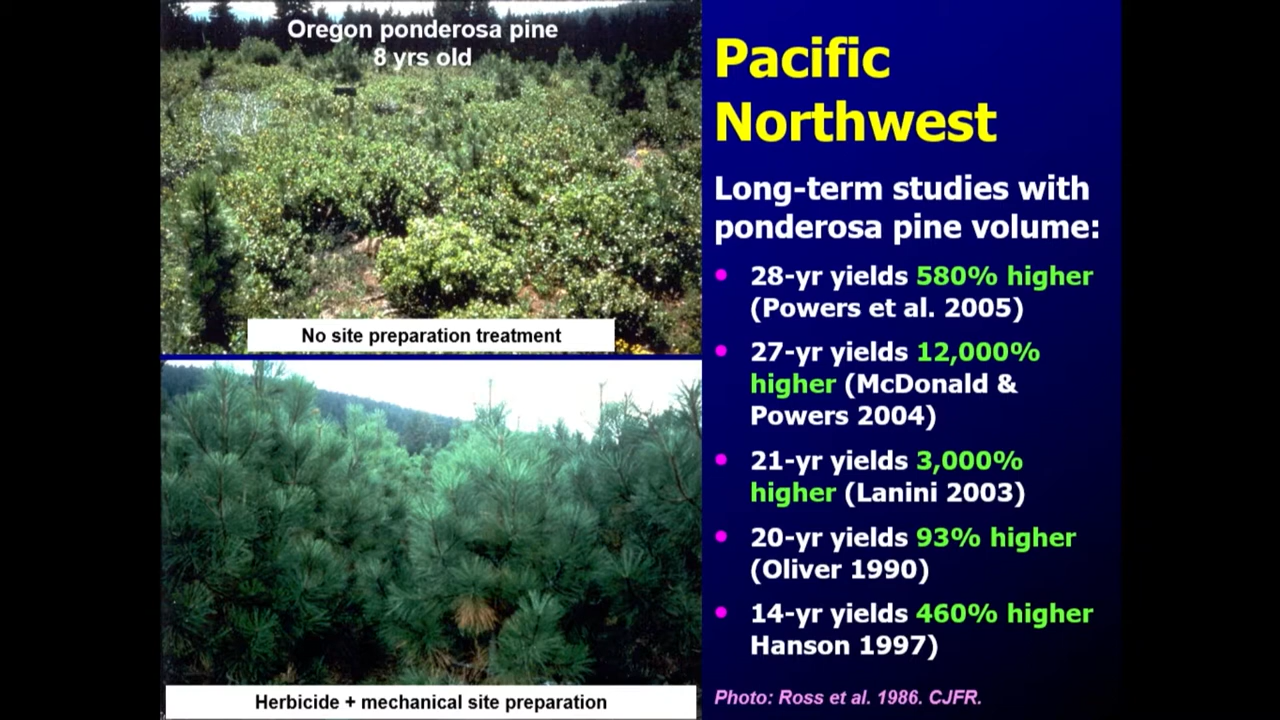 Oregon ponderosa pine
8 yrs old
No site preparation treatment
Herbicide + mechanical site preparation
Pacific
Northwest
Long-term studies with
ponderosa pine volume:
• 28-yr yields 580% higher
(Powers et al. 2005)
• 27-yr yields 12,000%
higher (McDonald &
Powers 2004)
• 21-yr yields 3,000%
higher (Lanini 2003)
• 20-yr yields 93% higher
(Oliver 1990)
• 14-yr yields 460% higher
Hanson 1997)
Photo: Ross et al. 1986. CJFR.